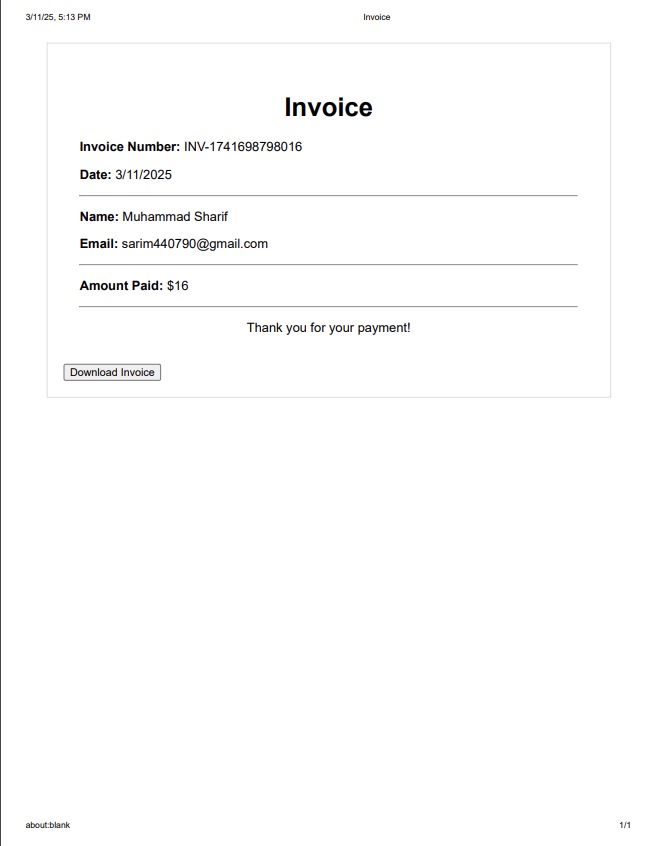 3/11/25, 5:13 PM
Invoice
Invoice
Invoice Number: INV-1741698798016
Date: 3/11/2025
Name: Muhammad Sharif
Email: sarim440790@gmail.com
Amount Paid: $16
Thank you for your payment!
Download Invoice
about:blank
1/1